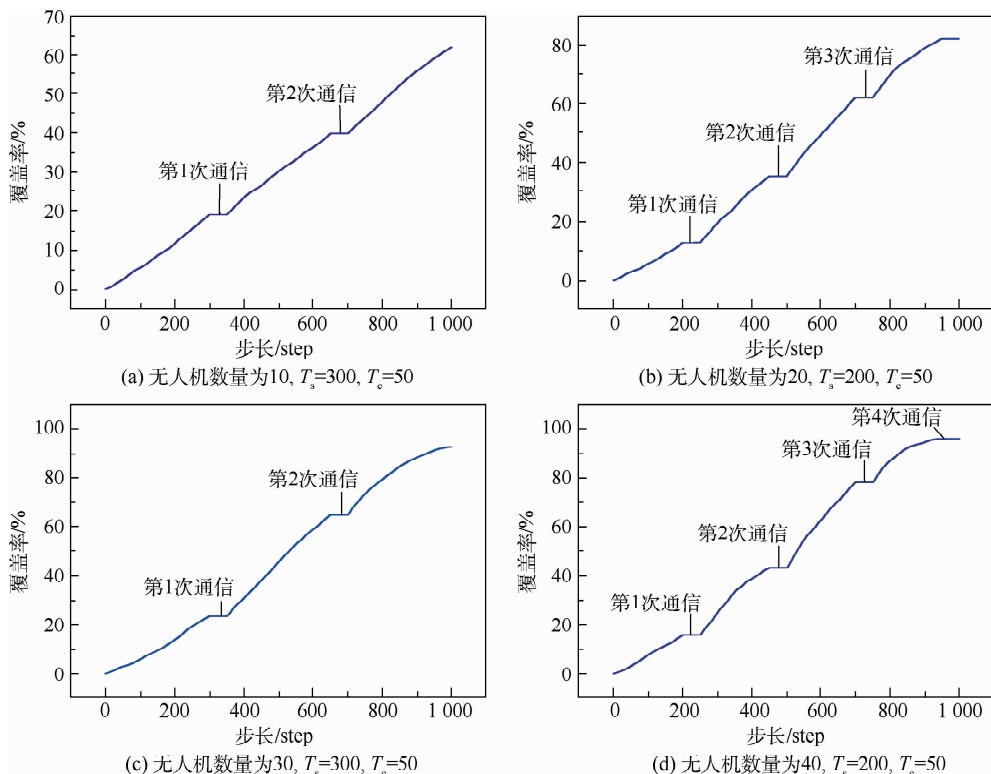 70
60
50
40
30
20
10
0
覆盖率/%
第1次通信
第2次通信
0 200 400 600 800 1 000
步长/step
(a) 无人机数量为10, Ts=300, Tc=50
80
60
40
20
0
覆盖率/%
第1次通信
第2次通信
第3次通信
0 200 400 600 800 1 000
步长/step
(b) 无人机数量为20, Ts=200, Tc=50
100
80
60
40
20
0
覆盖率/%
第1次通信
第2次通信
0 200 400 600 800 1 000
步长/step
(c) 无人机数量为30, Ts=300, Tc=50
100
80
60
40
20
0
覆盖率/%
第1次通信
第2次通信
第3次通信
第4次通信
0 200 400 600 800 1 000
步长/step
(d) 无人机数量为40, Ts=200, Tc=50